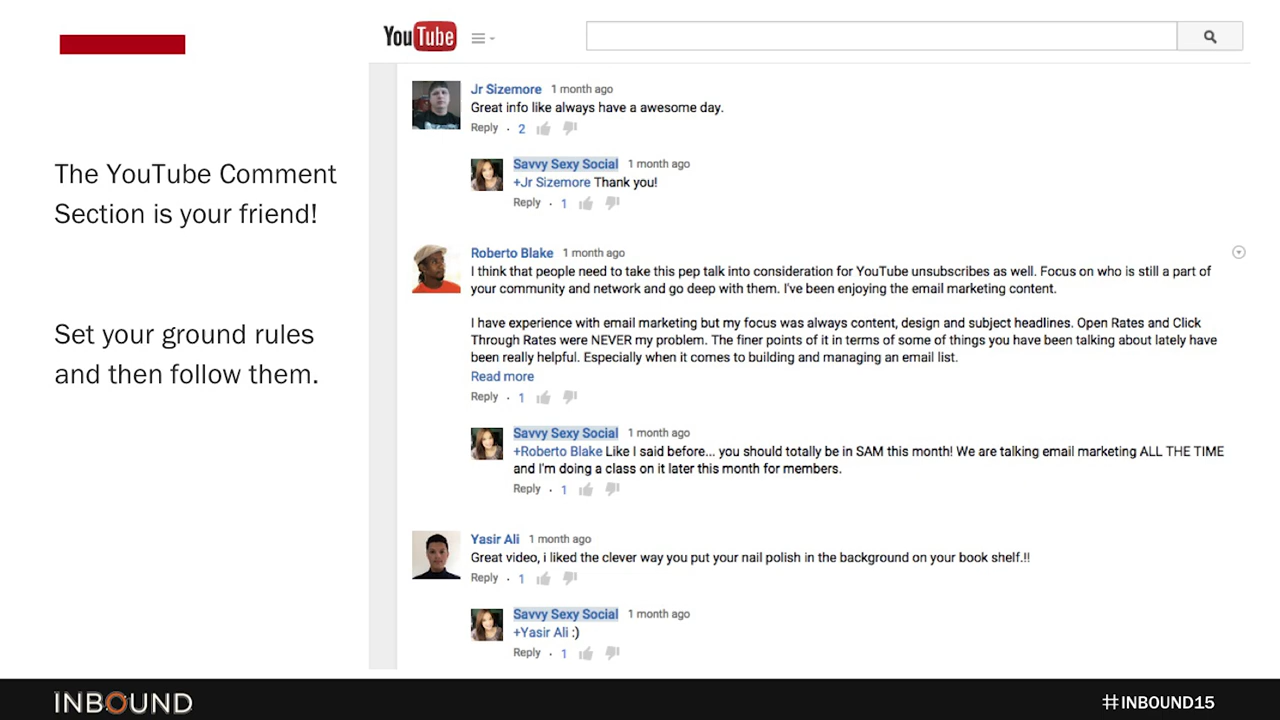 The YouTube Comment
Section is your friend!
Set your ground rules
and then follow them.
YouTube
Jr Sizemore 1 month ago
Great info like always have a awesome day.
Reply · 2
Savvy Sexy Social 1 month ago
+Jr Sizemore Thank you!
Reply · 1
Roberto Blake 1 month ago
I think that people need to take this pep talk into consideration for YouTube unsubscribes as well. Focus on who is still a part of
your community and network and go deep with them. I've been enjoying the email marketing content.
I have experience with email marketing but my focus was always content, design and subject headlines. Open Rates and Click
Through Rates were NEVER my problem. The finer points of it in terms of some of things you have been talking about lately have
been really helpful. Especially when it comes to building and managing an email list.
Read more
Reply · 1
Savvy Sexy Social 1 month ago
+Roberto Blake Like I said before... you should totally be in SAM this month! We are talking email marketing ALL THE TIME
and I'm doing a class on it later this month for members.
Reply · 1
Yasir Ali 1 month ago
Great video, i liked the clever way you put your nail polish in the background on your book shelf.!!
Reply · 1
Savvy Sexy Social 1 month ago
+Yasir Ali :)
Reply · 1
INBOUND
#INBOUND15